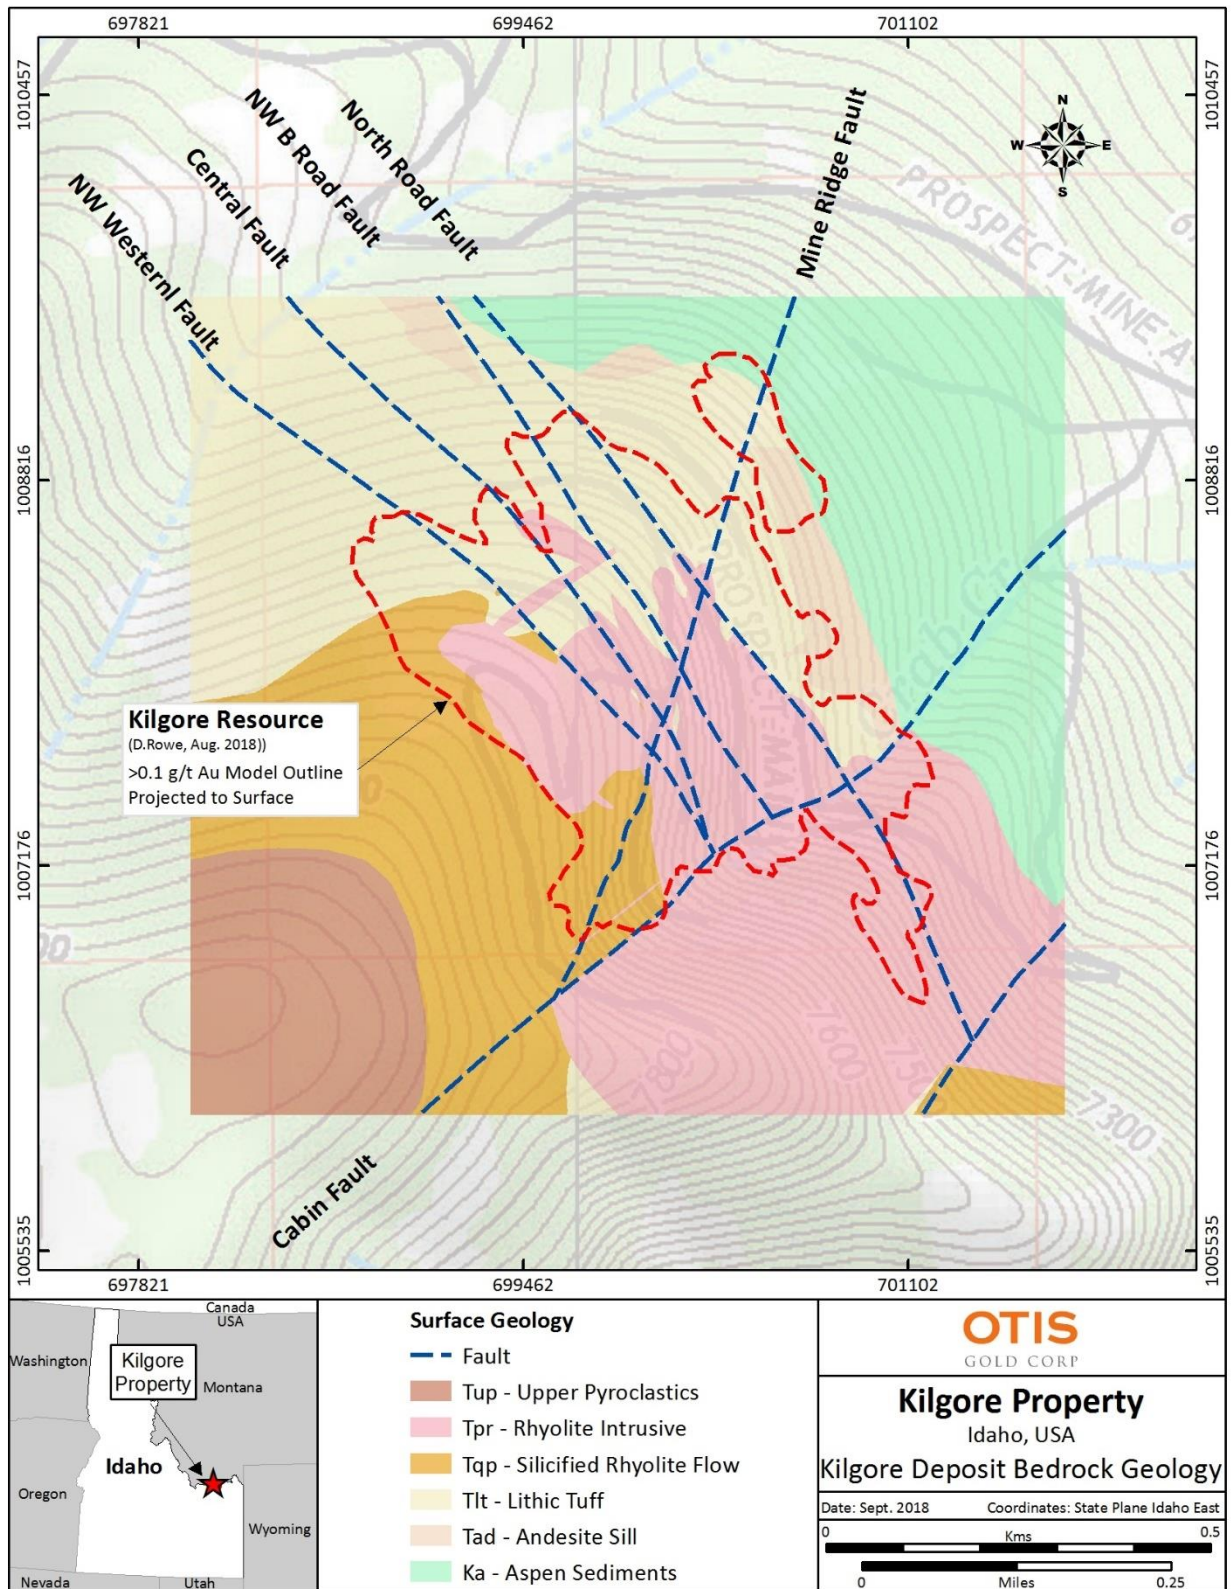 697821
699462
701102
1010457
1010457
North Road Fault
NW B Road Fault
Central Fault
NW Westernl Fault
Mine Ridge Fault
N
W
E
S
PROSPECT-MINE A
1008816
1008816
PROSPECT-MA
Kilgore Resource
(D.Rowe, Aug. 2018))
>0.1 g/t Au Model Outline
Projected to Surface
1007176
1007176
7800
7600
750
7300
Cabin Fault
1005535
1005535
697821
699462
701102
Canada
USA
Washington
Kilgore
Property
Montana
Idaho
Oregon
Wyoming
Nevada
Utah
Surface Geology
Fault
Tup - Upper Pyroclastics
Tpr - Rhyolite Intrusive
Tqp - Silicified Rhyolite Flow
Tlt - Lithic Tuff
Tad - Andesite Sill
Ka - Aspen Sediments
OTIS
GOLD CORP
Kilgore Property
Idaho, USA
Kilgore Deposit Bedrock Geology
Date: Sept. 2018 Coordinates: State Plane Idaho East
0 Kms 0.5
0 Miles 0.25